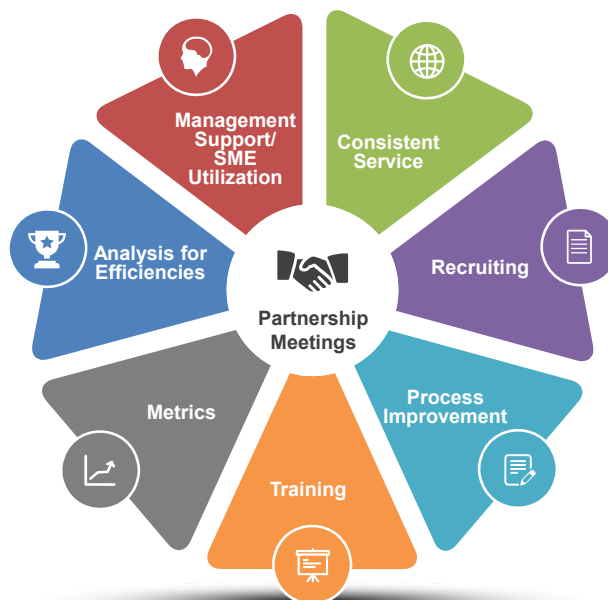 Management
Support/
SME
Utilization
Consistent
Service
Analysis for
Efficiencies
Recruiting
Partnership
Meetings
Metrics
Process
Improvement
Training